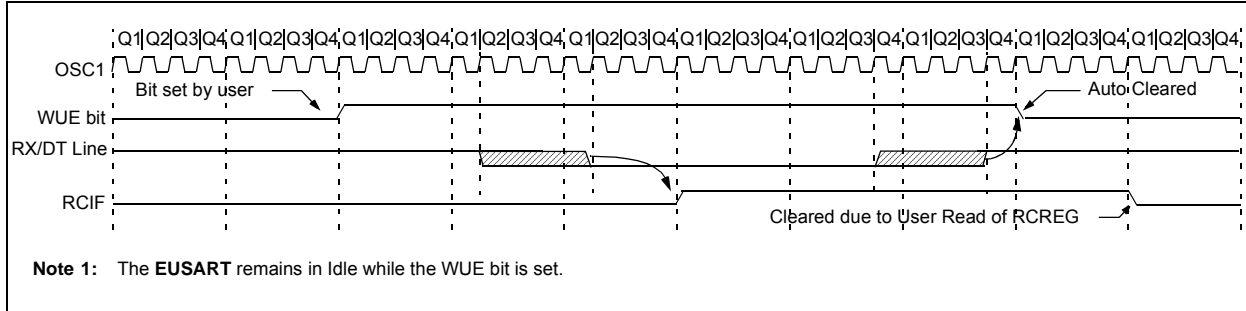 Q1 Q2 Q3 Q4 Q1 Q2 Q3 Q4 Q1 Q2 Q3 Q4 Q1 Q2 Q3 Q4 Q1 Q2 Q3 Q4 Q1 Q2 Q3 Q4 Q1 Q2 Q3 Q4 Q1 Q2 Q3 Q4 Q1 Q2 Q3 Q4 Q1 Q2 Q3 Q4
OSC1
Bit set by user
Auto Cleared
WUE bit
RX/DT Line
RCIF
Cleared due to User Read of RCREG
Note 1: The EUSART remains in Idle while the WUE bit is set.